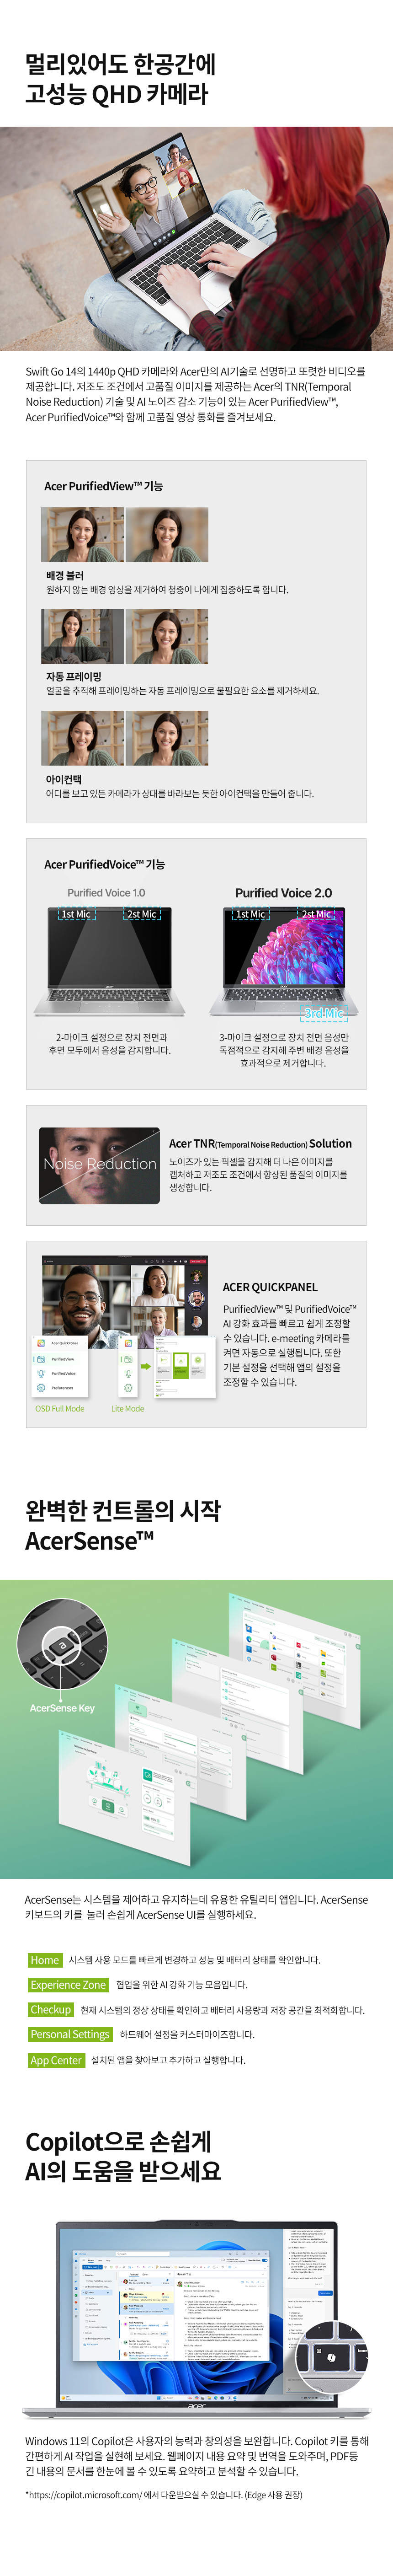 멀리있어도 한공간에
고성능 QHD 카메라
Swift Go 14의 1440p QHD 카메라와 Acer만의 AI기술로 선명하고 또렷한 비디오를
제공합니다. 저조도 조건에서 고품질 이미지를 제공하는 Acer의 TNR(Temporal
Noise Reduction) 기술 및 AI 노이즈 감소 기능이 있는 Acer PurifiedView™,
Acer PurifiedVoice™와 함께 고품질 영상 통화를 즐겨보세요.
Acer PurifiedView™ 기능
배경 블러
원하지 않는 배경 영상을 제거하여 청중이 나에게 집중하도록 합니다.
자동 프레이밍
얼굴을 추적해 프레이밍하는 자동 프레이밍으로 불필요한 요소를 제거하세요.
아이컨택
어디를 보고 있든 카메라가 상대를 바라보는 듯한 아이컨택을 만들어 줍니다.
Acer PurifiedVoice™ 기능
Purified Voice 1.0
Purified Voice 2.0
1st Mic
2st Mic
1st Mic
2st Mic
acer
acer
3rd Mic
2-마이크 설정으로 장치 전면과
후면 모두에서 음성을 감지합니다.
3-마이크 설정으로 장치 전면 음성만
독점적으로 감지해 주변 배경 음성을
효과적으로 제거합니다.
Noise Reduction
Acer TNR(Temporal Noise Reduction) Solution
노이즈가 있는 픽셀을 감지해 더 나은 이미지를
캡처하고 저조도 조건에서 향상된 품질의 이미지를
생성합니다.
Acer QuickPanel
PurifiedView
PurifiedVoice
Preferences
OSD Full Mode
Lite Mode
ACER QUICKPANEL
PurifiedView™ 및 PurifiedVoice™
AI 강화 효과를 빠르고 쉽게 조정할
수 있습니다. e-meeting 카메라를
켜면 자동으로 실행됩니다. 또한
기본 설정을 선택해 앱의 설정을
조정할 수 있습니다.
완벽한 컨트롤의 시작
AcerSense™
a
AcerSense Key
AcerSense는 시스템을 제어하고 유지하는데 유용한 유틸리티 앱입니다. AcerSense
키보드의 키를 눌러 손쉽게 AcerSense UI를 실행하세요.
Home 시스템 사용 모드를 빠르게 변경하고 성능 및 배터리 상태를 확인합니다.
Experience Zone 협업을 위한 AI 강화 기능 모음입니다.
Checkup 현재 시스템의 정상 상태를 확인하고 배터리 사용량과 저장 공간을 최적화합니다.
Personal Settings 하드웨어 설정을 커스터마이즈합니다.
App Center 설치된 앱을 찾아보고 추가하고 실행합니다.
Copilot으로 손쉽게
AI의 도움을 받으세요
acer
Windows 11의 Copilot은 사용자의 능력과 창의성을 보완합니다. Copilot 키를 통해
간편하게 AI 작업을 실현해 보세요. 웹페이지 내용 요약 및 번역을 도와주며, PDF등
긴 내용의 문서를 한눈에 볼 수 있도록 요약하고 분석할 수 있습니다.
*https://copilot.microsoft.com/ 에서 다운받으실 수 있습니다. (Edge 사용 권장)